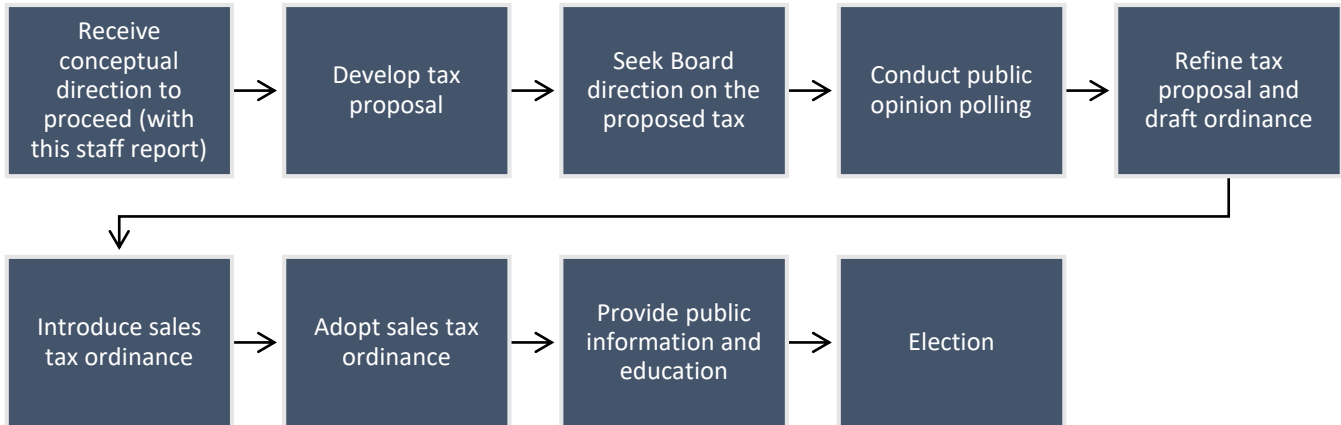 Receive
conceptual
direction to
proceed (with
this staff report)
Develop tax
proposal
Seek Board
direction on the
proposed tax
Conduct public
opinion polling
Refine tax
proposal and
draft ordinance
Introduce sales
tax ordinance
Adopt sales tax
ordinance
Provide public
information and
education
Election